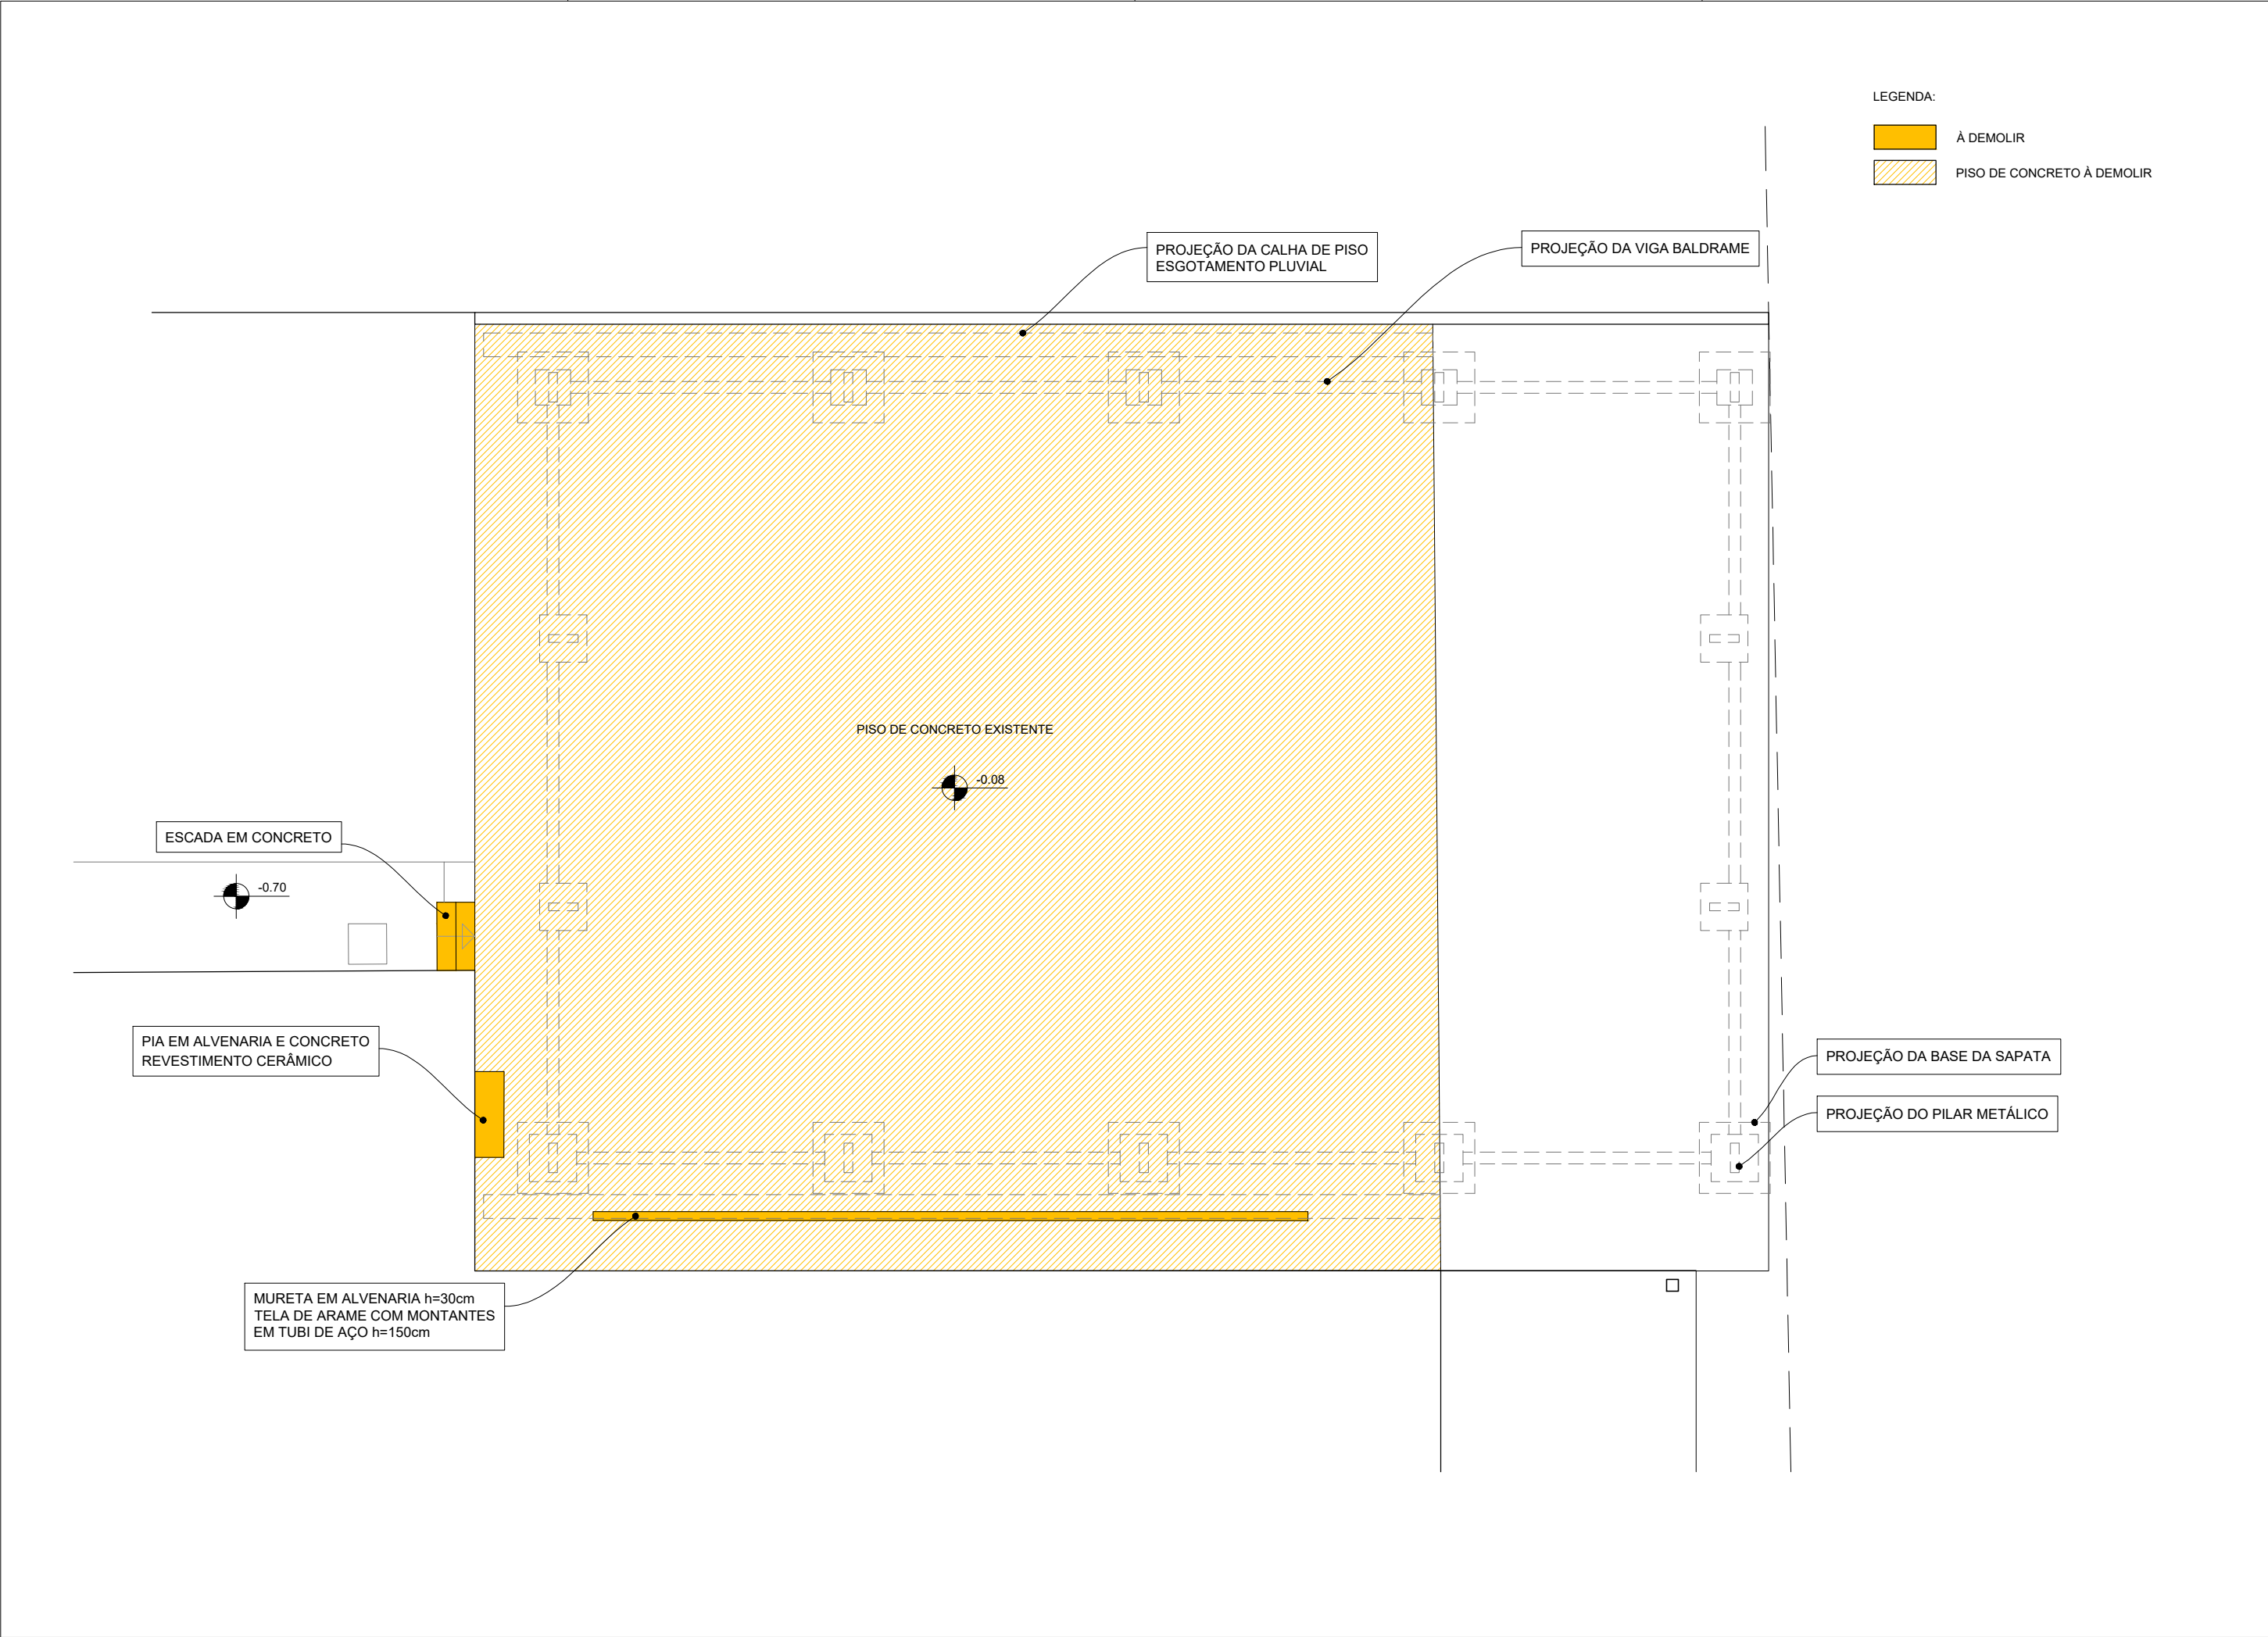 LEGENDA:
À DEMOLIR
PISO DE CONCRETO À DEMOLIR
PROJEÇÃO DA CALHA DE PISO
ESGOTAMENTO PLUVIAL
PROJEÇÃO DA VIGA BALDRAME
PISO DE CONCRETO EXISTENTE
-0.08
ESCADA EM CONCRETO
-0.70
PIA EM ALVENARIA E CONCRETO
REVESTIMENTO CERÂMICO
PROJEÇÃO DA BASE DA SAPATA
PROJEÇÃO DO PILAR METÁLICO
MURETA EM ALVENARIA h=30cm
TELA DE ARAME COM MONTANTES
EM TUBI DE AÇO h=150cm